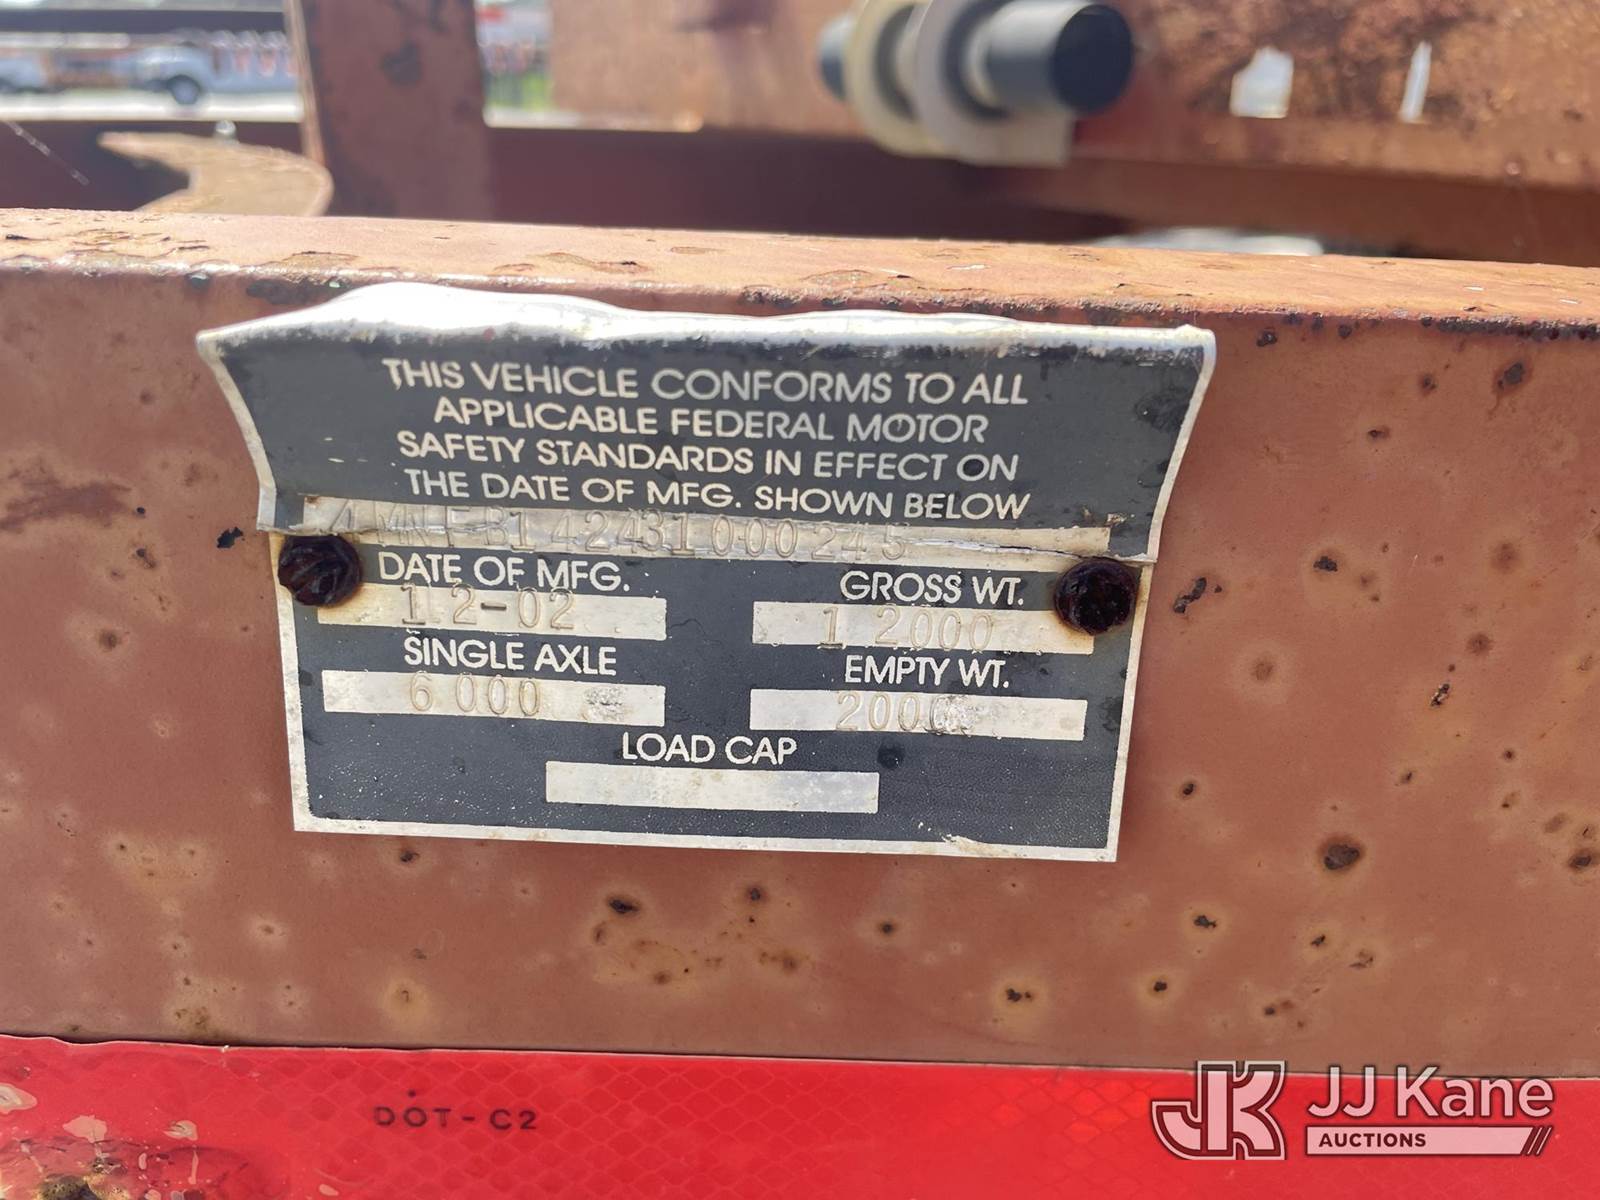 THIS VEHICLE CONFORMS TO ALL
APPLICABLE FEDERAL MOTOR
SAFETY STANDARDS IN EFFECT ON
THE DATE OF MFG. SHOWN BELOW
DATE OF MFG.
12-02
GROSS WT.
12000
SINGLE AXLE
6000
EMPTY WT.
2000
LOAD CAP
DOT-C2
JK
JJ Kane
AUCTIONS